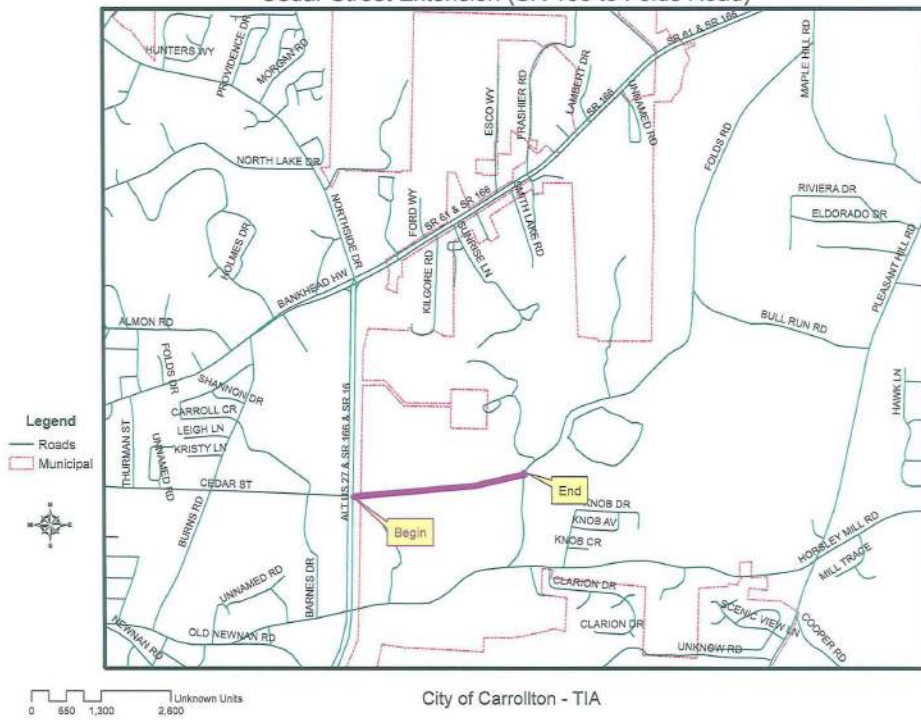 HUNTERS WY
PROVIDENCE DR
MORGAN RD
SR 61 & SR 166
MAPLE HILL RD
ESCO WY
FRASHIER RD
LAMBERT DR
SR 166
UNNAMED RD
FOLDS RD
NORTH LAKE DR
NORTHSIDE DR
FORD WY
SR 61 & SR 166
SMITH LAKE RD
SUNRISE LN
KILGORE RD
RIVIERA DR
ELDORADO DR
PLEASANT HILL RD
HOLMES DR
BANKHEAD HW
ALMON RD
BULL RUN RD
FOLDS DR
SHANNON DR
CARROLL CR
LEIGH LN
KRISTY LN
THURMAN ST
UNNAMED RD
HAWK LN
ALT US 27 & SR 166 & SR 16
Legend
Roads
Municipal
CEDAR ST
Begin
End
BURNS RD
KNOB DR
KNOB AV
KNOB CR
HORSLEY MILL RD
MILL TRACE
BARNES DR
UNNAMED RD
CLARION DR
CLARION DR
SCENIC VIEW LN
COOPER RD
NEWNAN RD
OLD NEWNAN RD
UNKNOW RD
Unknown Units
0 650 1,300 2,600
City of Carrollton - TIA